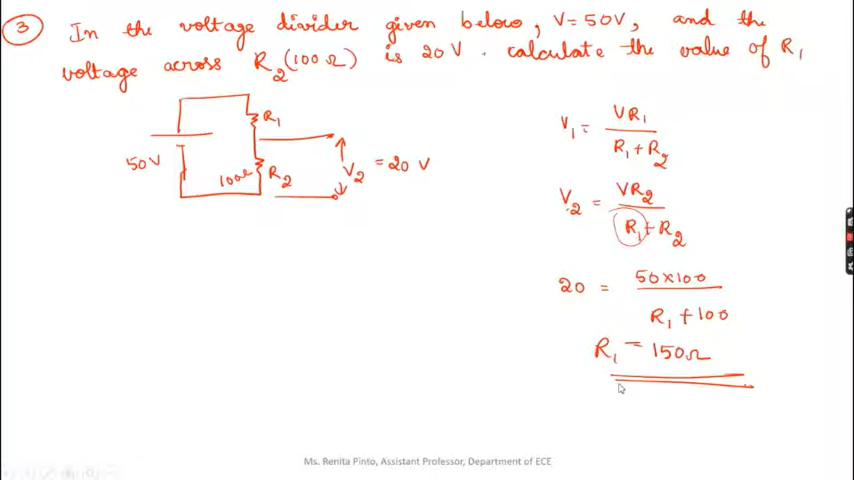 3 In the voltage divider given below, V = 50V, and the
voltage across R₂ (100 Ω) is 20 V. calculate the value of R₁
R₁
50V
100Ω
R₂
V₂ = 20 V
V₁ = VR₁ / R₁ + R₂
V₂ = VR₂ / R₁ + R₂
20 = 50×100 / R₁ + 100
R₁ = 150Ω
Ms. Renita Pinto, Assistant Professor, Department of ECE